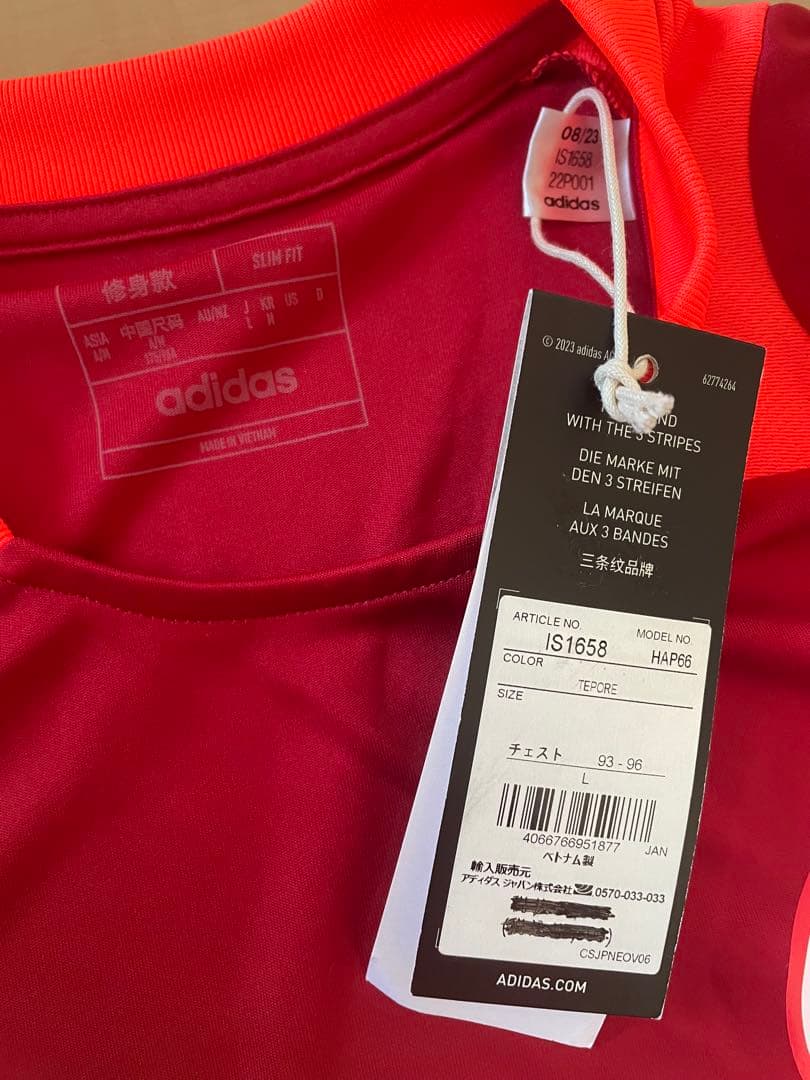 08/23
IS1658
22P001
adidas
修身款
SLIM FIT
ASIA
A/M
中國尺码
A/M
AU/NZ
J
L
KR
M
US
D
adidas
MADE IN VIETNAM
© 2023 adidas AG
62774264
WITH THE 3 STRIPES
DIE MARKE MIT
DEN 3 STREIFEN
LA MARQUE
AUX 3 BANDES
三条纹品牌
ARTICLE NO.
IS1658
MODEL NO.
HAP66
COLOR
TEPORE
SIZE
チェスト 93 - 96
L
4066766951877 JAN
ベトナム製
輸入販売元
アディダス ジャパン株式会社 0570-033-033
CSJPNEOV06
ADIDAS.COM